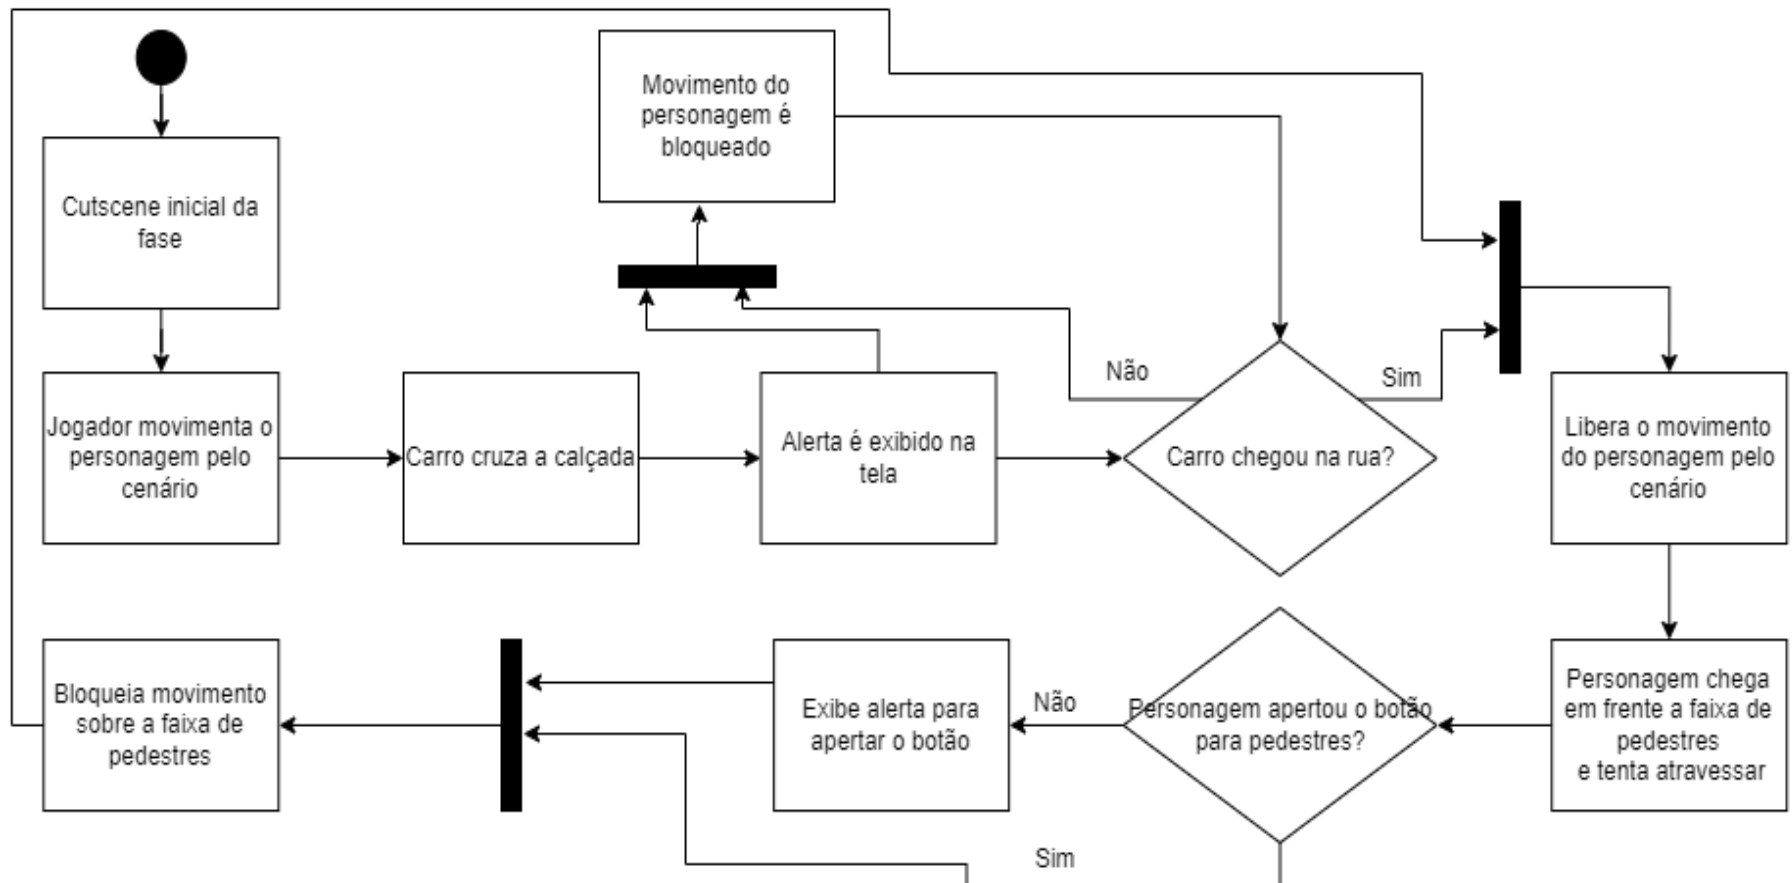 Movimento do
personagem é
bloqueado
Cutscene inicial da
fase
Não
Sim
Jogador movimenta o
personagem pelo
cenário
Carro cruza a calçada
Alerta é exibido na
tela
Carro chegou na rua?
Libera o movimento
do personagem pelo
cenário
Bloqueia movimento
sobre a faixa de
pedestres
Exibe alerta para
apertar o botão
Não
Personagem apertou o botão
para pedestres?
Personagem chega
em frente a faixa de
pedestres
e tenta atravessar
Sim